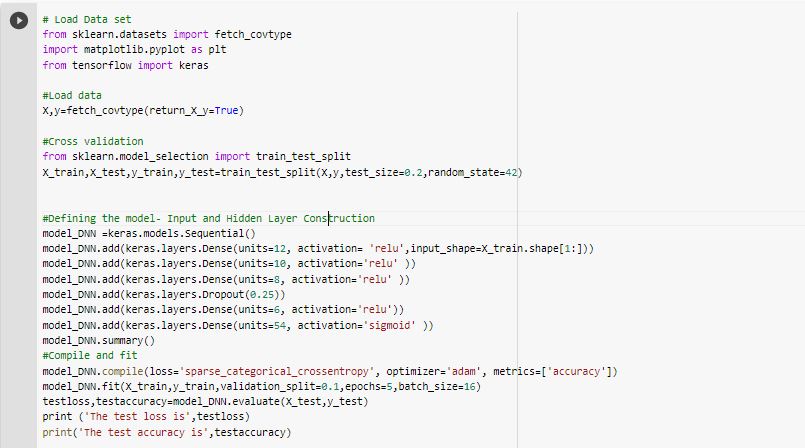 # Load Data set
from sklearn.datasets import fetch_covtype
import matplotlib.pyplot as plt
from tensorflow import keras
#Load data
X,y=fetch_covtype(return_X_y=True)
#Cross validation
from sklearn.model_selection import train_test_split
X_train,X_test,y_train,y_test=train_test_split(X,y,test_size=0.2,random_state=42)
#Defining the model- Input and Hidden Layer Construction
model_DNN =keras.models.Sequential()
model_DNN.add(keras.layers.Dense(units=12, activation= 'relu',input_shape=X_train.shape[1:]))
model_DNN.add(keras.layers.Dense(units=10, activation='relu' ))
model_DNN.add(keras.layers.Dense(units=8, activation='relu' ))
model_DNN.add(keras.layers.Dropout(0.25))
model_DNN.add(keras.layers.Dense(units=6, activation='relu'))
model_DNN.add(keras.layers.Dense(units=54, activation='sigmoid' ))
model_DNN.summary()
#Compile and fit
model_DNN.compile(loss='sparse_categorical_crossentropy', optimizer='adam', metrics=['accuracy'])
model_DNN.fit(X_train,y_train,validation_split=0.1,epochs=5,batch_size=16)
testloss,testaccuracy=model_DNN.evaluate(X_test,y_test)
print ('The test loss is',testloss)
print('The test accuracy is',testaccuracy)